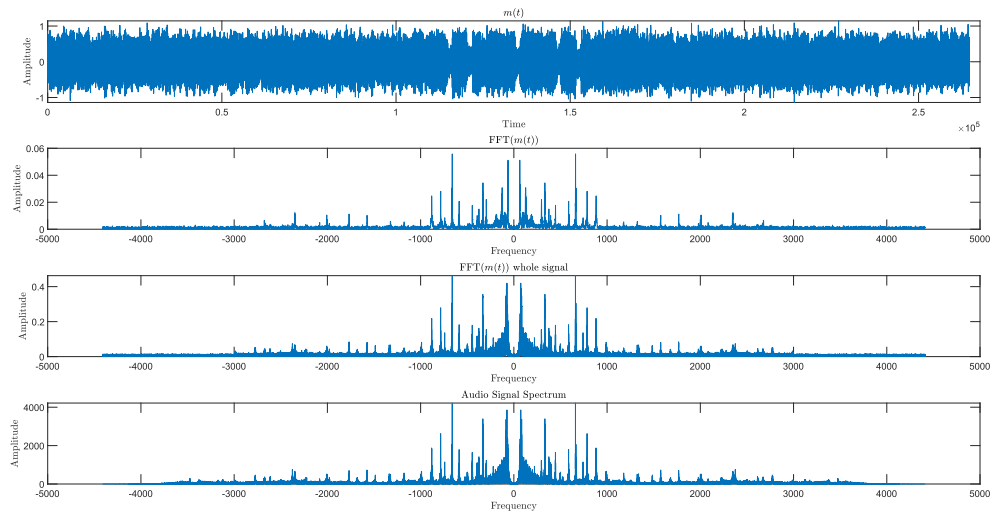 m(t)
Amplitude
1
0
-1
0 0.5 1 1.5 2 2.5
×10⁵
Time
FFT(m(t))
Amplitude
0.06
0.04
0.02
0
-5000 -4000 -3000 -2000 -1000 0 1000 2000 3000 4000 5000
Frequency
FFT(m(t)) whole signal
Amplitude
0.4
0.2
0
-5000 -4000 -3000 -2000 -1000 0 1000 2000 3000 4000 5000
Frequency
Audio Signal Spectrum
Amplitude
4000
2000
0
-5000 -4000 -3000 -2000 -1000 0 1000 2000 3000 4000 5000
Frequency